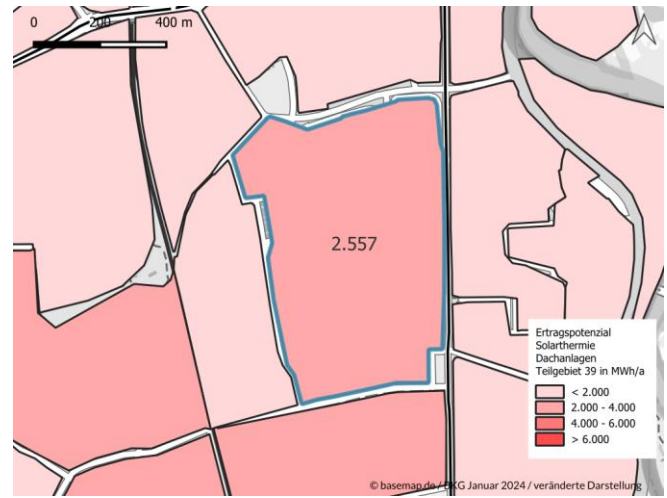 0 200 400 m
2.557
Ertragspotenzial
Solarthermie
Dachanlagen
Teilgebiet 39 in MWh/a
< 2.000
2.000 - 4.000
4.000 - 6.000
> 6.000
© basemap.de / BKG Januar 2024 / veränderte Darstellung